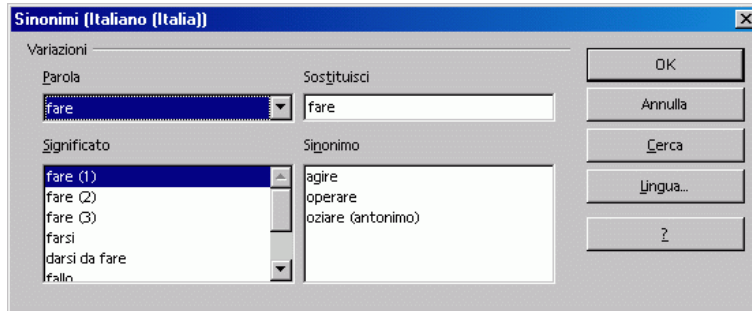 Sinonimi (Italiano (Italia))
Variazioni
Parola
Sostituisci
fare
fare
Significato
Sinonimo
fare (1)
fare (2)
fare (3)
farsi
darsi da fare
fallo
agire
operare
oziare (antonimo)
OK
Annulla
Cerca
Lingua...
?